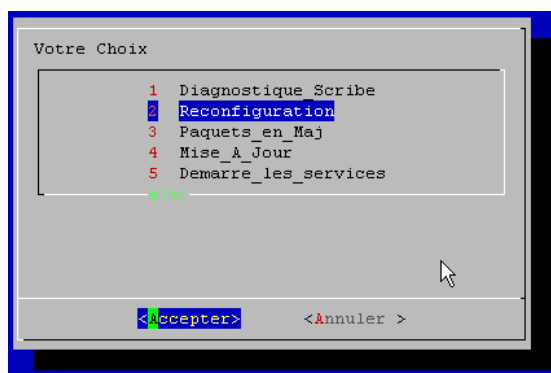 Votre Choix
1 Diagnostique_Scribe
2 Reconfiguration
3 Paquets_en_Maj
4 Mise_A_Jour
5 Demarre_les_services
<Accepter> <Annuler >